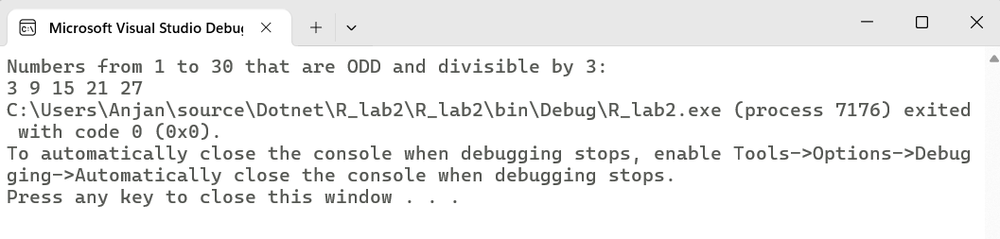 Microsoft Visual Studio Debu
Numbers from 1 to 30 that are ODD and divisible by 3:
3 9 15 21 27
C:\Users\Anjan\source\Dotnet\R_lab2\R_lab2\bin\Debug\R_lab2.exe (process 7176) exited
with code 0 (0x0).
To automatically close the console when debugging stops, enable Tools->Options->Debug
ging->Automatically close the console when debugging stops.
Press any key to close this window . . .